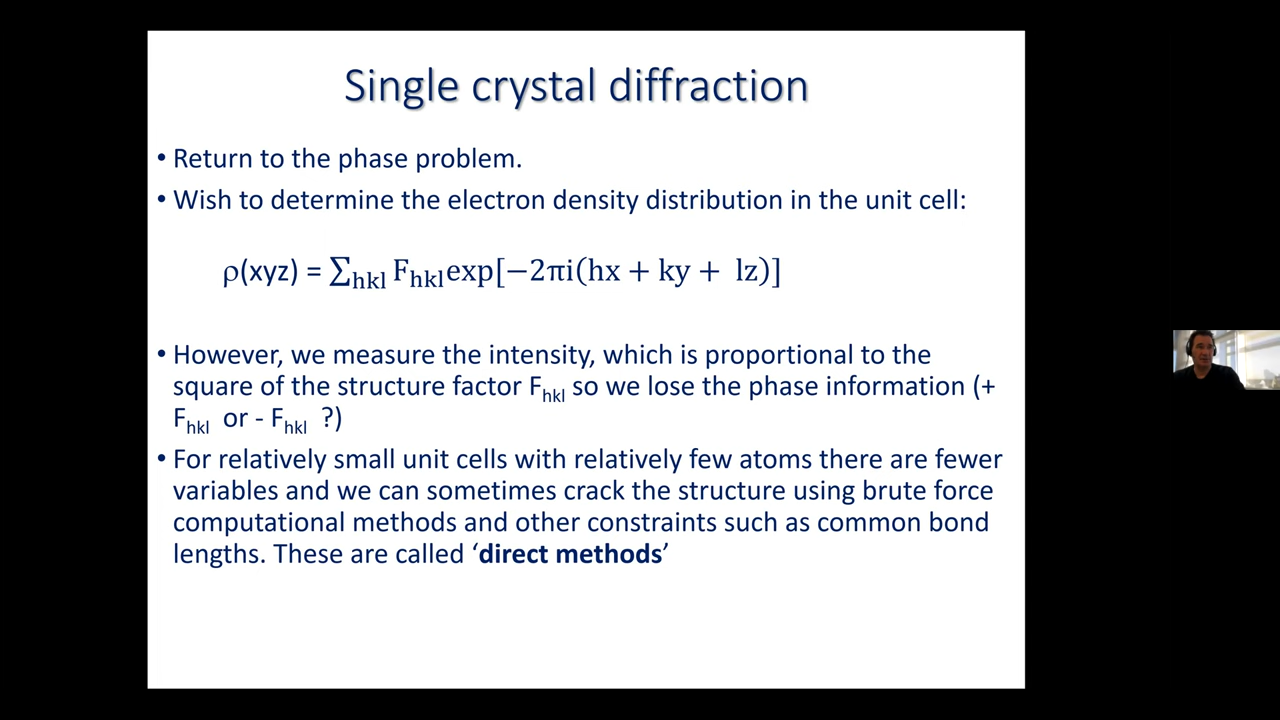 Single crystal diffraction
• Return to the phase problem.
• Wish to determine the electron density distribution in the unit cell:
ρ(xyz) = ∑hkl Fhklexp[−2πi(hx + ky + lz)]
• However, we measure the intensity, which is proportional to the
square of the structure factor Fhkl so we lose the phase information (+
Fhkl or - Fhkl ?)
• For relatively small unit cells with relatively few atoms there are fewer
variables and we can sometimes crack the structure using brute force
computational methods and other constraints such as common bond
lengths. These are called ‘direct methods’